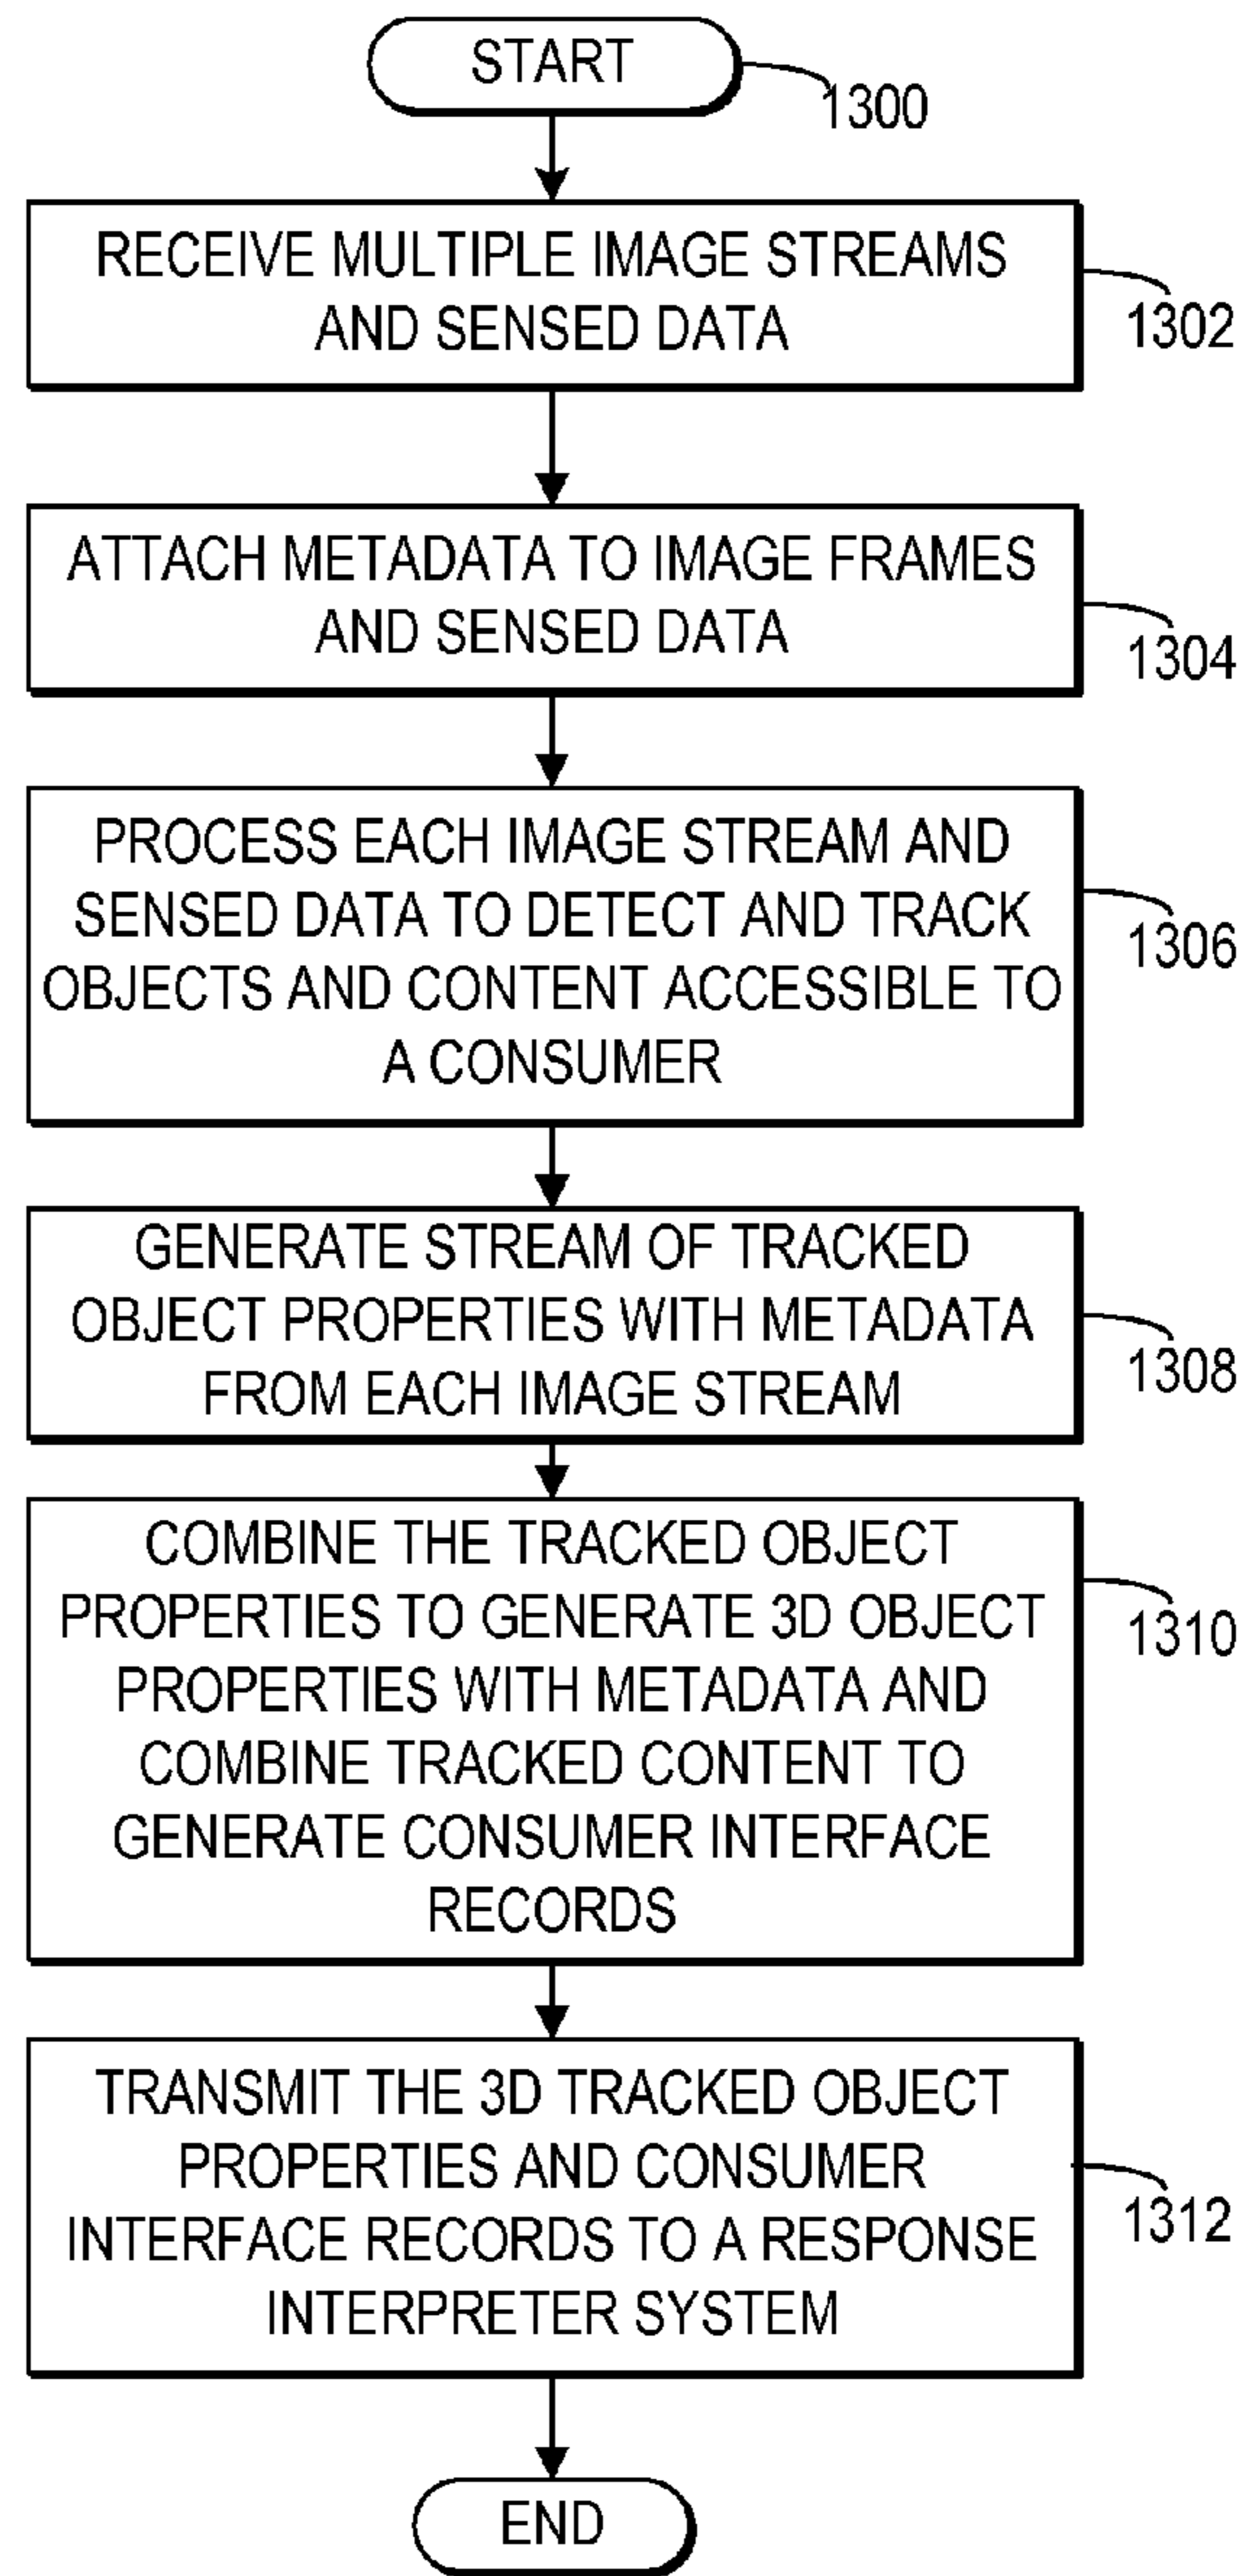 START
1300
RECEIVE MULTIPLE IMAGE STREAMS
AND SENSED DATA
1302
ATTACH METADATA TO IMAGE FRAMES
AND SENSED DATA
1304
PROCESS EACH IMAGE STREAM AND
SENSED DATA TO DETECT AND TRACK
OBJECTS AND CONTENT ACCESSIBLE TO
A CONSUMER
1306
GENERATE STREAM OF TRACKED
OBJECT PROPERTIES WITH METADATA
FROM EACH IMAGE STREAM
1308
COMBINE THE TRACKED OBJECT
PROPERTIES TO GENERATE 3D OBJECT
PROPERTIES WITH METADATA AND
COMBINE TRACKED CONTENT TO
GENERATE CONSUMER INTERFACE
RECORDS
1310
TRANSMIT THE 3D TRACKED OBJECT
PROPERTIES AND CONSUMER
INTERFACE RECORDS TO A RESPONSE
INTERPRETER SYSTEM
1312
END